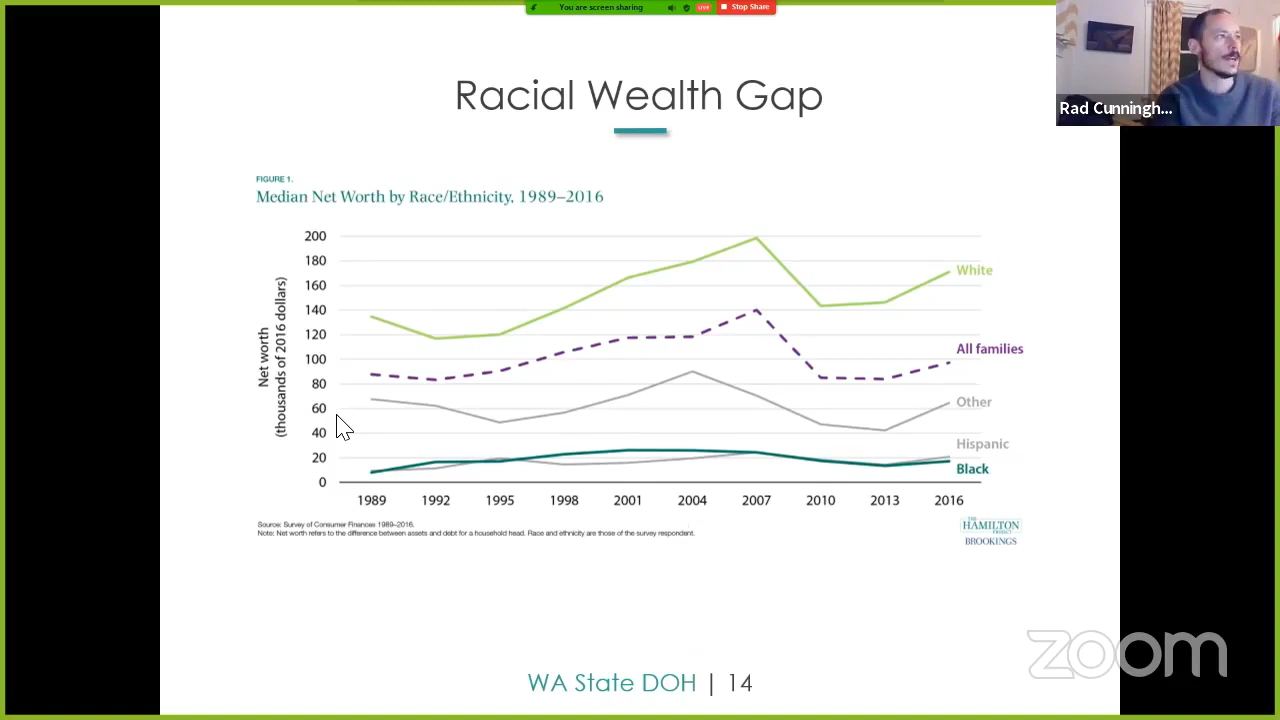 You are screen sharing
LIVE
Stop Share
Rad Cunningh...
Racial Wealth Gap
FIGURE 1.
Median Net Worth by Race/Ethnicity, 1989–2016
Net worth
(thousands of 2016 dollars)
200
180
160
140
120
100
80
60
40
20
0
White
All families
Other
Hispanic
Black
1989 1992 1995 1998 2001 2004 2007 2010 2013 2016
Source: Survey of Consumer Finances 1989–2016.
Note: Net worth refers to the difference between assets and debt for a household head. Race and ethnicity are those of the survey respondent.
THE
HAMILTON
PROJECT
BROOKINGS
zoom
WA State DOH | 14